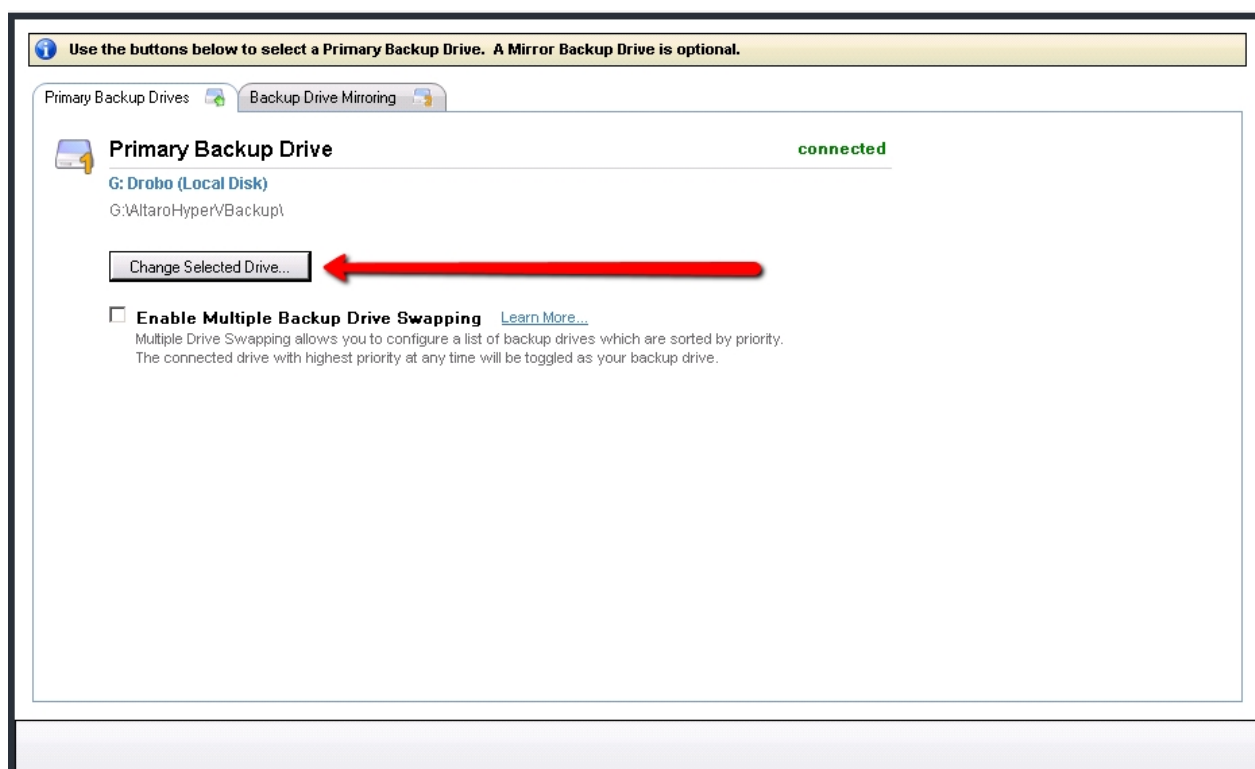 Use the buttons below to select a Primary Backup Drive. A Mirror Backup Drive is optional.
Primary Backup Drives
Backup Drive Mirroring
Primary Backup Drive
connected
G: Drobo (Local Disk)
G:\AltaroHyperVBackup\
Change Selected Drive...
Enable Multiple Backup Drive Swapping Learn More...
Multiple Drive Swapping allows you to configure a list of backup drives which are sorted by priority.
The connected drive with highest priority at any time will be toggled as your backup drive.